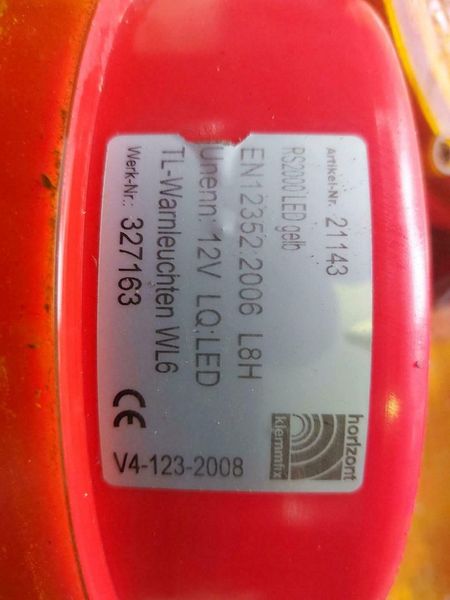 Artikel-Nr. 21143
RS2000 LED gelb
EN12352:2006 L8H
Unenn: 12V LQ:LED
TL-Warnleuchten WL6
Werk-Nr.: 327163
horizont
klemmfix
CE
V4-123-2008